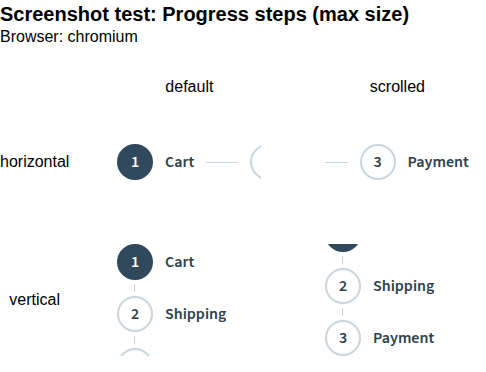 Screenshot test: Progress steps (max size)
Browser: chromium
default scrolled
horizontal 1 Cart 3 Payment
1 Cart
2 Shipping
vertical
2 Shipping
3 Payment